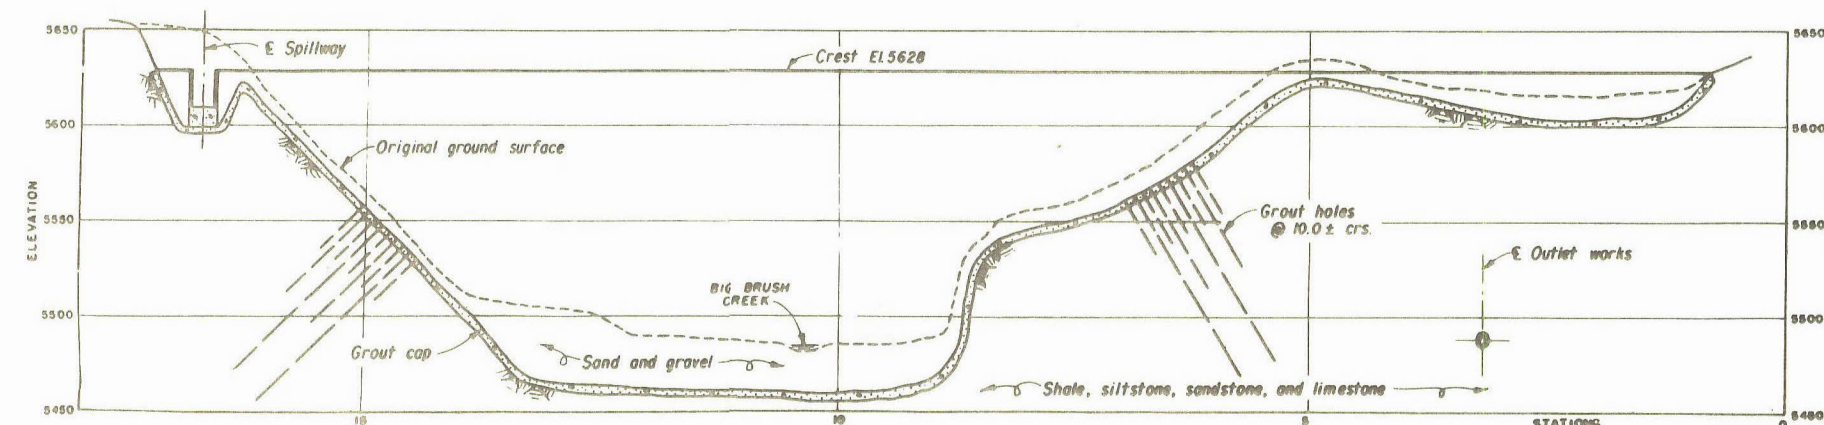 5650
℄ Spillway
Crest El.5628
5650
5600
Original ground surface
5600
ELEVATION
5550
Grout holes
@ 10.0± crs.
5550
℄ Outlet works
BIG BRUSH
CREEK
5500
5500
Grout cap
Sand and gravel
Shale, siltstone, sandstone, and limestone
5450
5450
15
10
5
STATIONS
0